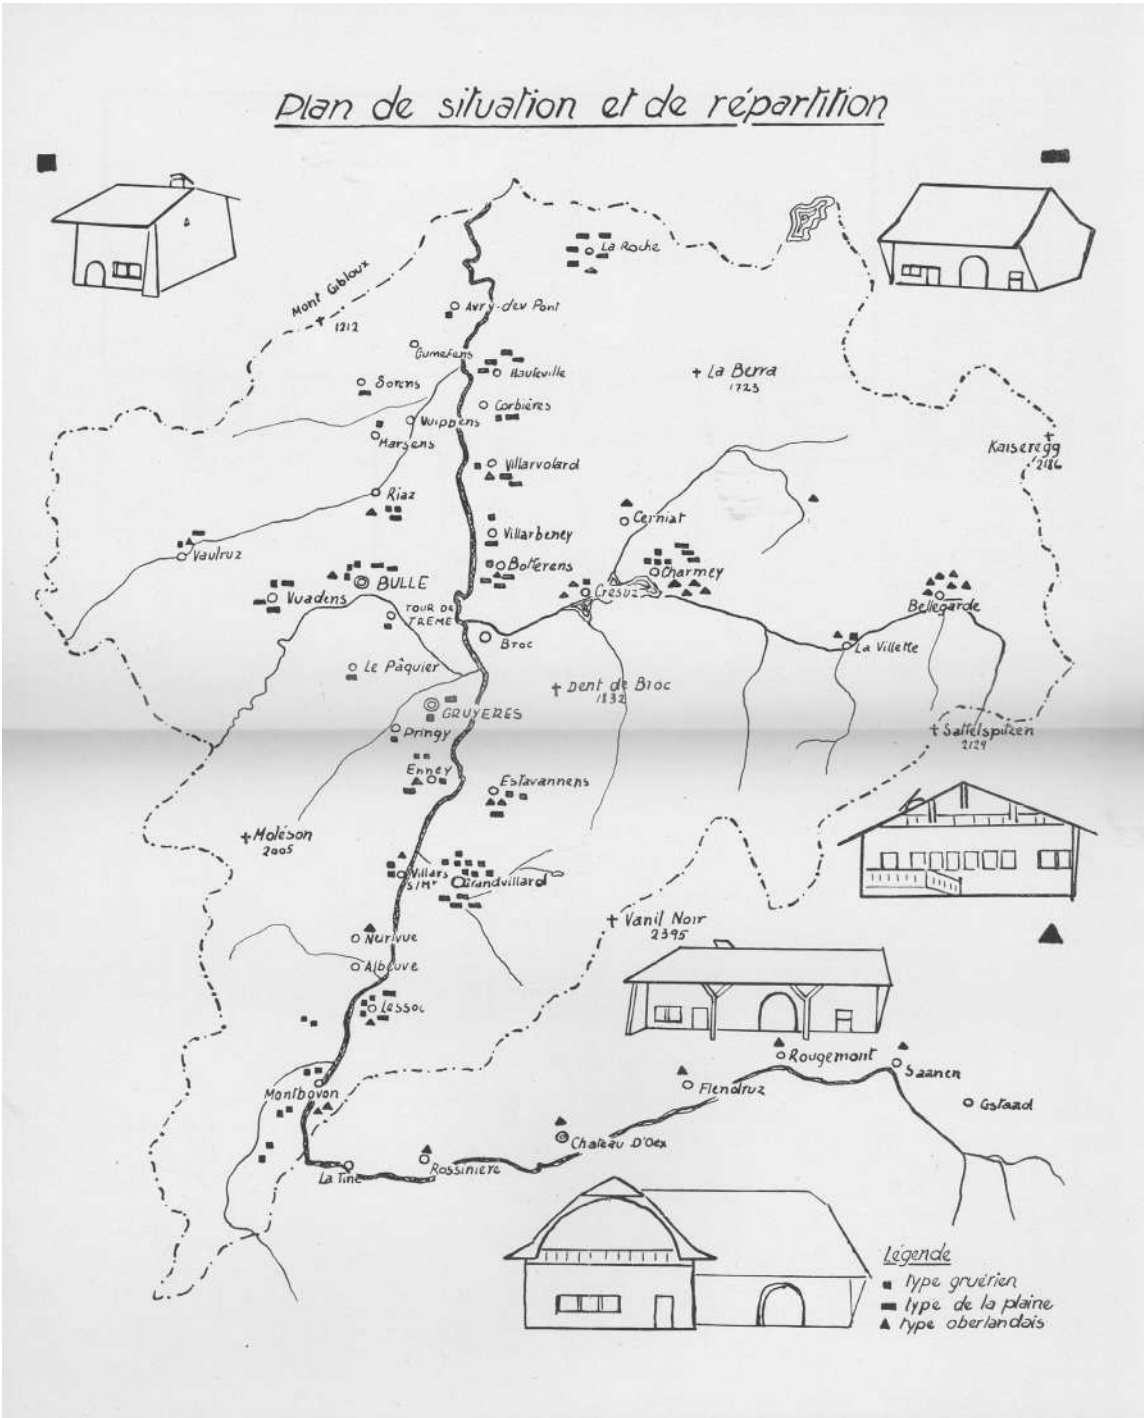 Plan de situation et de répartition
La Roche
Mont Gibloux
1212
Avry-dev Pont
Gumefens
Hauteville
La Berra
1723
Sorens
Corbières
Vuippens
Marsens
Kaiseregg
2186
Villarvolard
Riaz
Cerniat
Villarbeney
Vaulruz
Botterens
Charmey
BULLE
Crésuz
Vuadens
Bellegarde
TOUR DE
TREME
Broc
La Villette
Le Pâquier
Dent de Broc
1832
GRUYERES
Pringy
Sattelspitzen
2129
Enney
Estavannens
Moléson
2005
Villars
S/Mt
Grandvillard
Vanil Noir
2395
Neirivue
Albeuve
Lessoc
Rougemont
Saanen
Montbovon
Flendruz
Gstaad
Chateau D'Oex
Rossiniere
La Tine
Légende
type gruérien
type de la plaine
type oberlandais